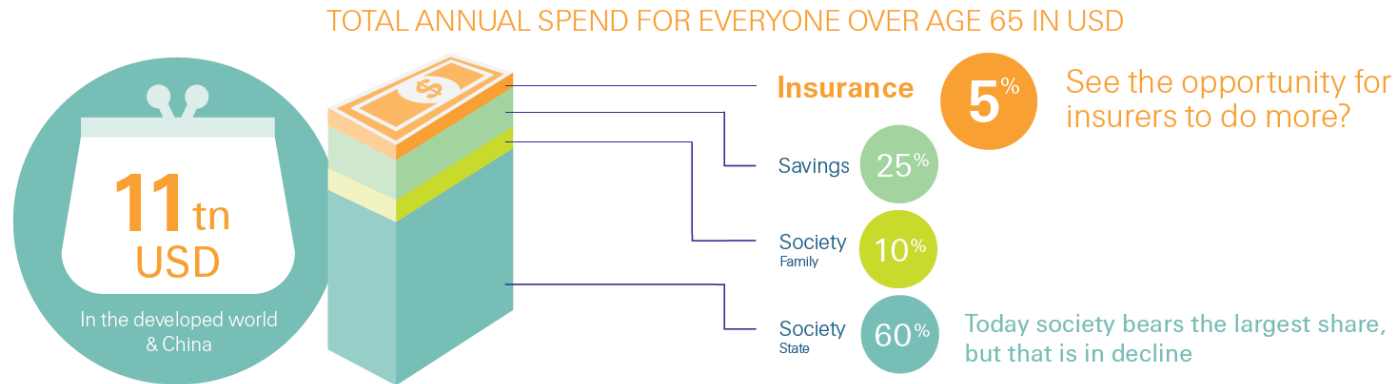 TOTAL ANNUAL SPEND FOR EVERYONE OVER AGE 65 IN USD
11 tn
USD
In the developed world
& China
$
Insurance
5%
See the opportunity for
insurers to do more?
Savings
25%
Society
Family
10%
Society
State
60%
Today society bears the largest share,
but that is in decline